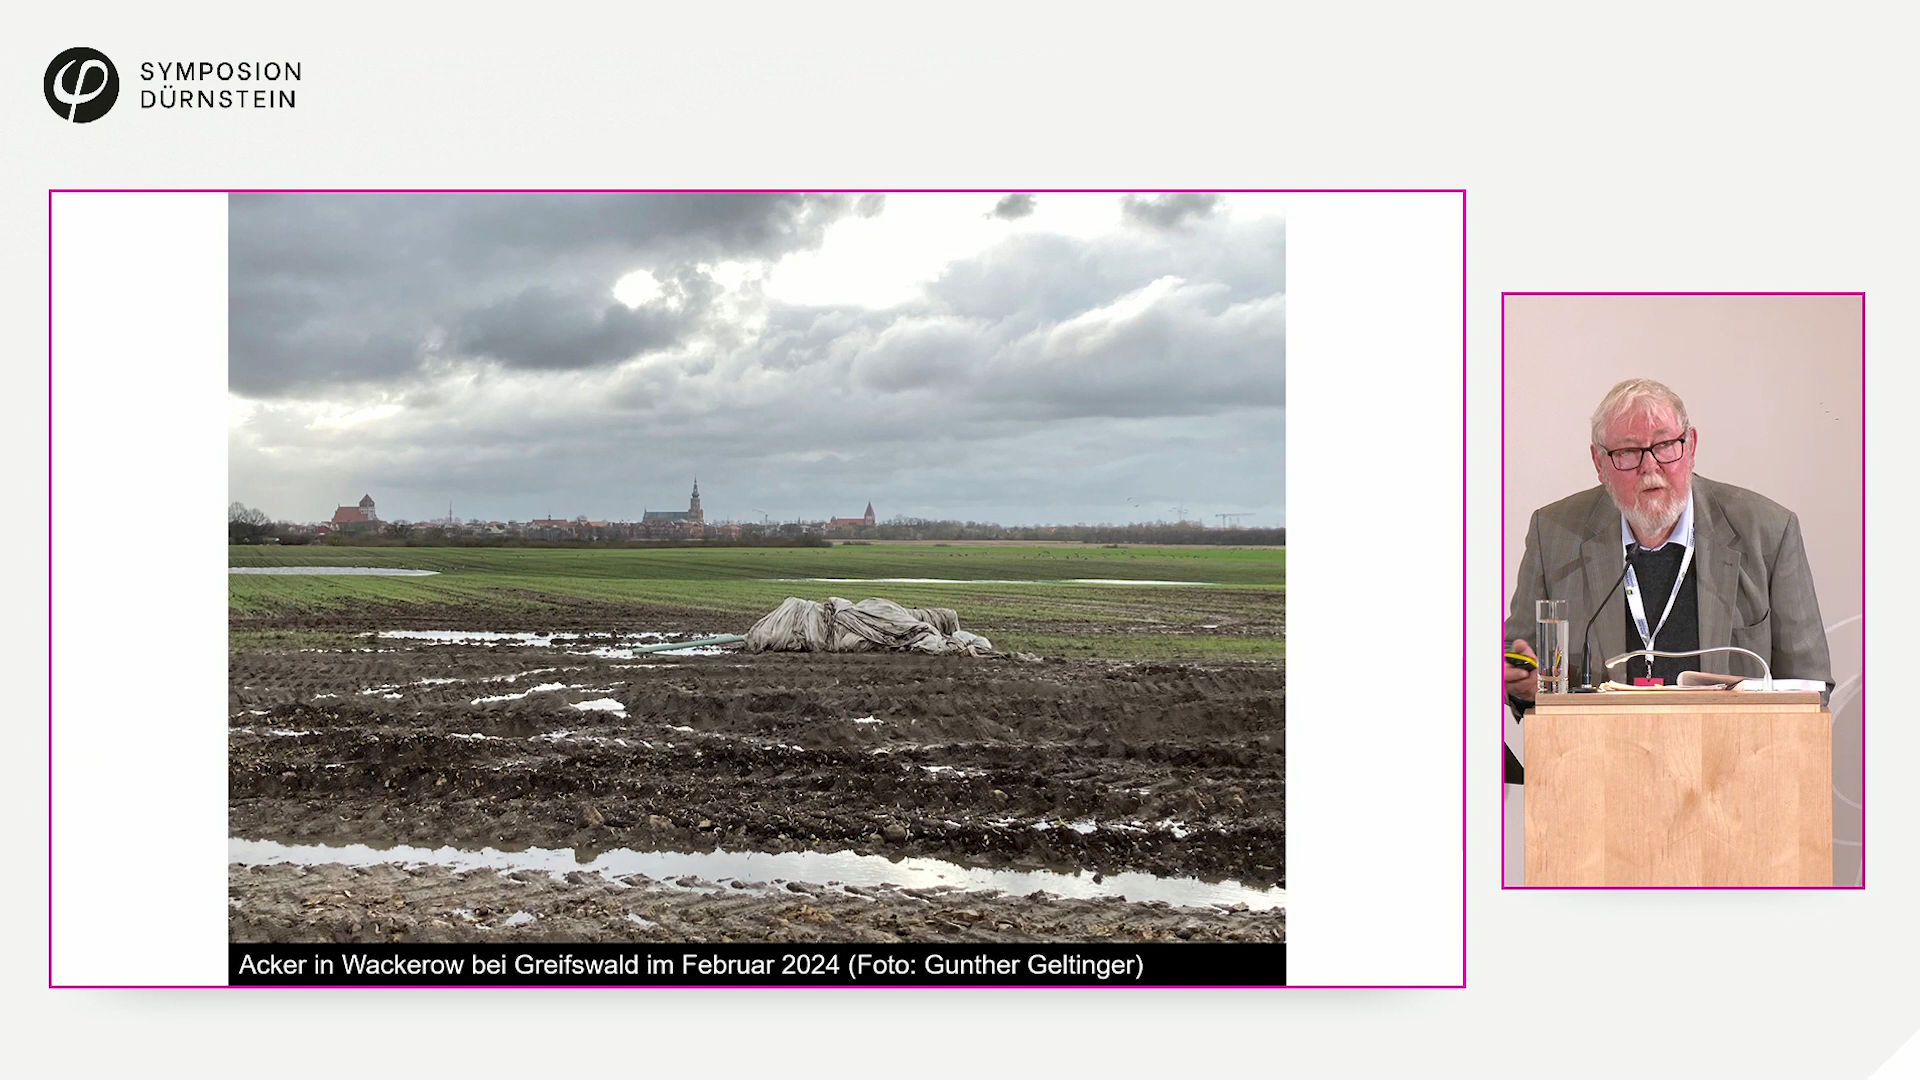 SYMPOSION
DÜRNSTEIN
Acker in Wackerow bei Greifswald im Februar 2024 (Foto: Gunther Geltinger)